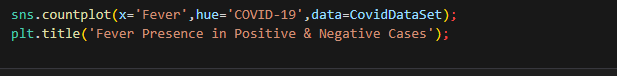 sns.countplot(x='Fever',hue='COVID-19',data=CovidDataSet);
plt.title('Fever Presence in Positive & Negative Cases');